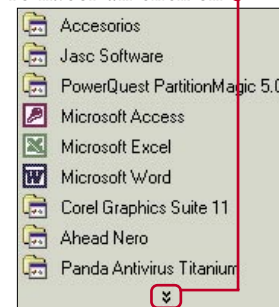 Accesorios
Jasc Software
PowerQuest PartitionMagic 5.0
Microsoft Access
Microsoft Excel
Microsoft Word
Corel Graphics Suite 11
Ahead Nero
Panda Antivirus Titanium